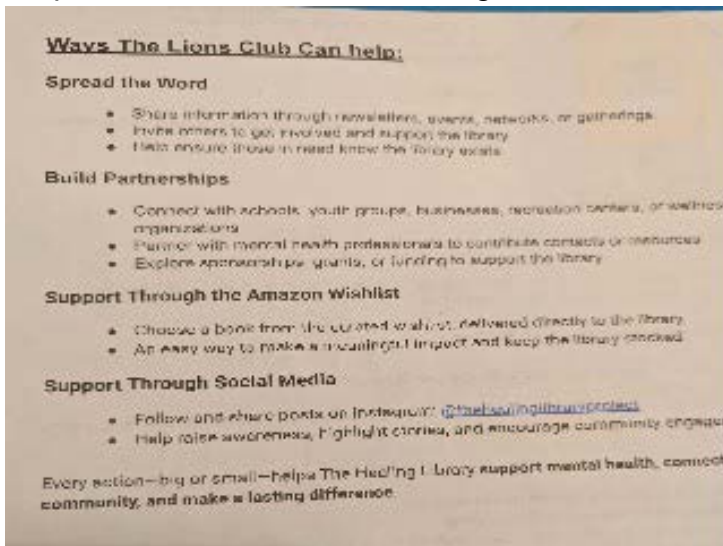 Ways The Lions Club Can help:
Spread the Word
• Share information through newsletters, events, networks, or gatherings
• Invite others to get involved and support the library
• Help ensure those in need know the library exists
Build Partnerships
• Connect with schools, youth groups, businesses, recreation centers, or wellness
organizations
• Partner with mental health professionals to contribute contacts or resources
• Explore sponsorships, grants, or funding to support the library
Support Through the Amazon Wishlist
• Choose a book from the curated wishlist, delivered directly to the library
• An easy way to make a meaningful impact and keep the library stocked
Support Through Social Media
• Follow and share posts on Instagram: @thehealinglibraryproject
• Help raise awareness, highlight stories, and encourage community
Every action—big or small—helps The Healing Library support mental health, connect
community, and make a lasting difference.